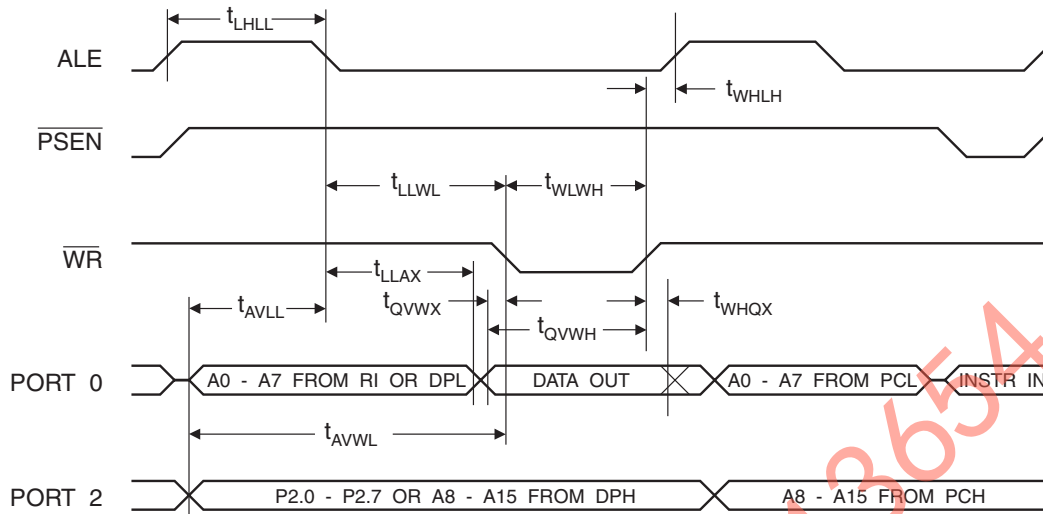 tLHLL
ALE
tWHLH
PSEN
tLLWL
tWLWH
WR
tLLAX
tAVLL
tQVWX
tWHQX
tQVWH
PORT 0
A0 - A7 FROM RI OR DPL
DATA OUT
A0 - A7 FROM PCL
INSTR IN
tAVWL
PORT 2
P2.0 - P2.7 OR A8 - A15 FROM DPH
A8 - A15 FROM PCH
3654